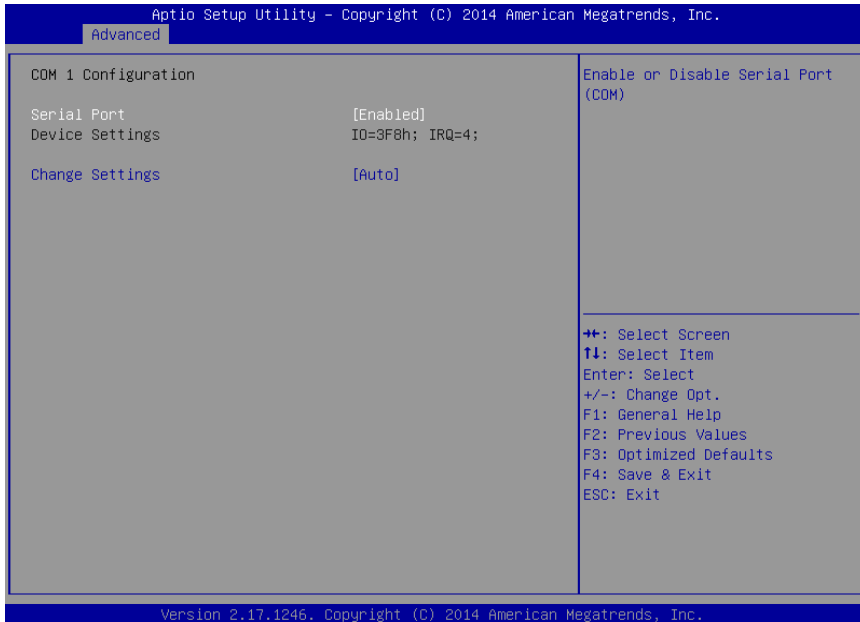 Aptio Setup Utility – Copyright (C) 2014 American Megatrends, Inc.
Advanced
COM 1 Configuration
Serial Port [Enabled]
Device Settings IO=3F8h; IRQ=4;
Change Settings [Auto]
Enable or Disable Serial Port
(COM)
→←: Select Screen
↑↓: Select Item
Enter: Select
+/-: Change Opt.
F1: General Help
F2: Previous Values
F3: Optimized Defaults
F4: Save & Exit
ESC: Exit
Version 2.17.1246. Copyright (C) 2014 American Megatrends, Inc.